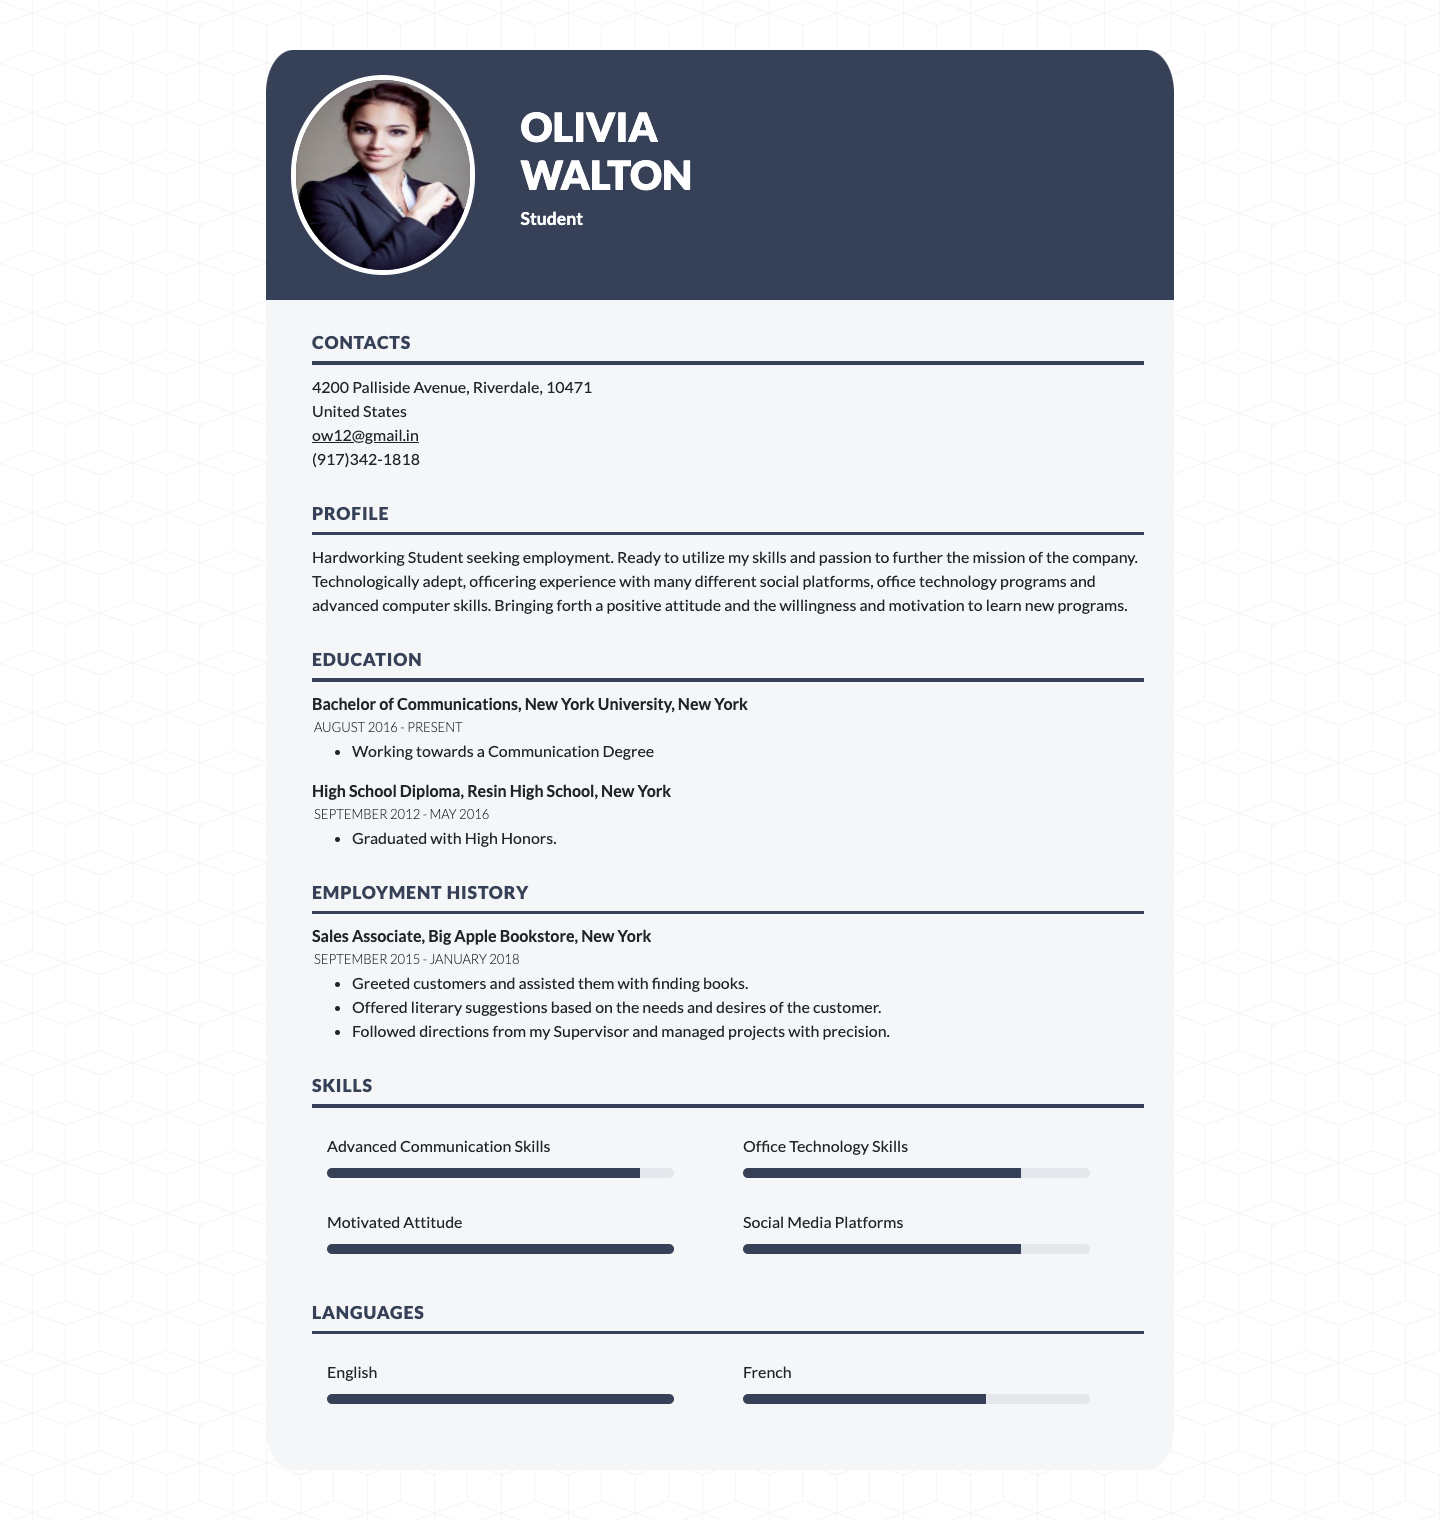 OLIVIA
WALTON
Student
CONTACTS
4200 Palliside Avenue, Riverdale, 10471
United States
ow12@gmail.in
(917)342-1818
PROFILE
Hardworking Student seeking employment. Ready to utilize my skills and passion to further the mission of the company.
Technologically adept, officering experience with many different social platforms, office technology programs and
advanced computer skills. Bringing forth a positive attitude and the willingness and motivation to learn new programs.
EDUCATION
Bachelor of Communications, New York University, New York
AUGUST 2016 - PRESENT
• Working towards a Communication Degree
High School Diploma, Resin High School, New York
SEPTEMBER 2012 - MAY 2016
• Graduated with High Honors.
EMPLOYMENT HISTORY
Sales Associate, Big Apple Bookstore, New York
SEPTEMBER 2015 - JANUARY 2018
• Greeted customers and assisted them with finding books.
• Offered literary suggestions based on the needs and desires of the customer.
• Followed directions from my Supervisor and managed projects with precision.
SKILLS
Advanced Communication Skills
Office Technology Skills
Motivated Attitude
Social Media Platforms
LANGUAGES
English
French